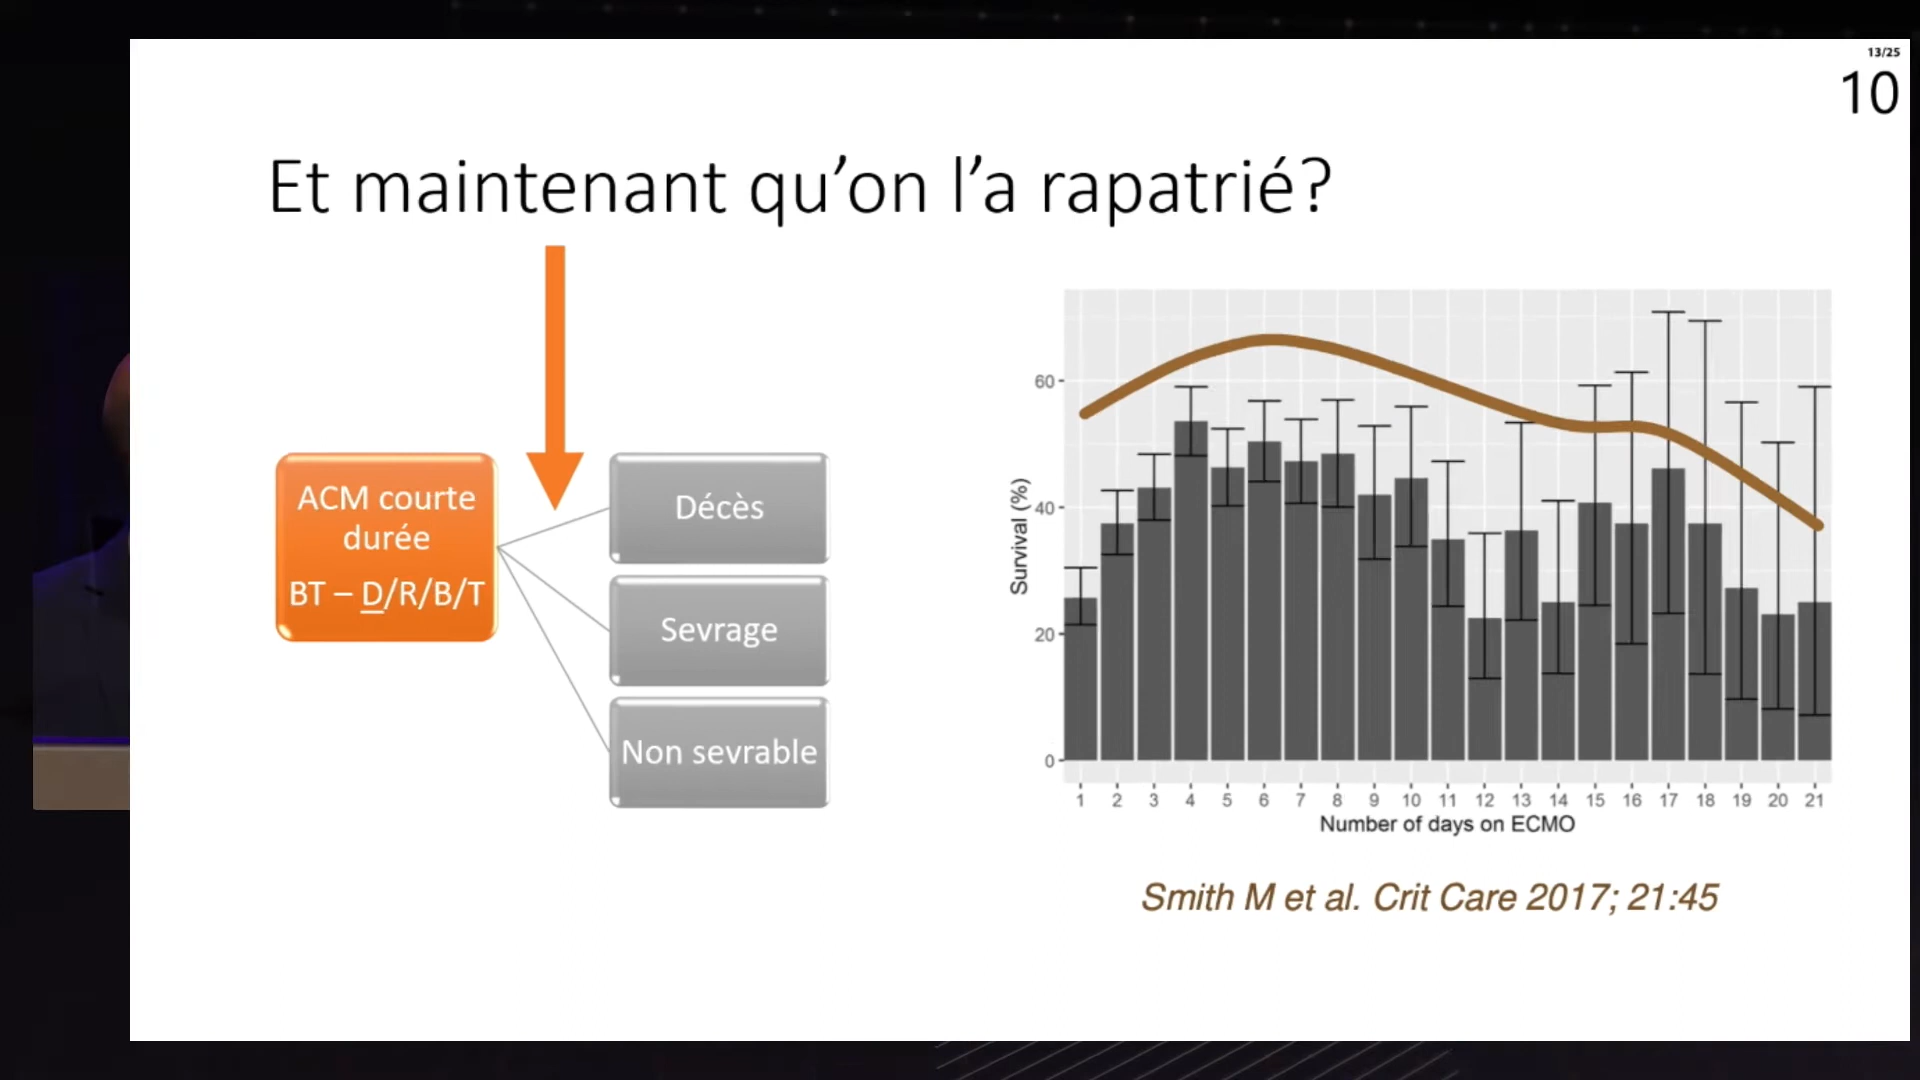 13/25
10
Et maintenant qu’on l’a rapatrié?
ACM courte
durée
BT – D/R/B/T
Décès
Sevrage
Non sevrable
Survival (%)
60
40
20
0
1 2 3 4 5 6 7 8 9 10 11 12 13 14 15 16 17 18 19 20 21
Number of days on ECMO
Smith M et al. Crit Care 2017; 21:45